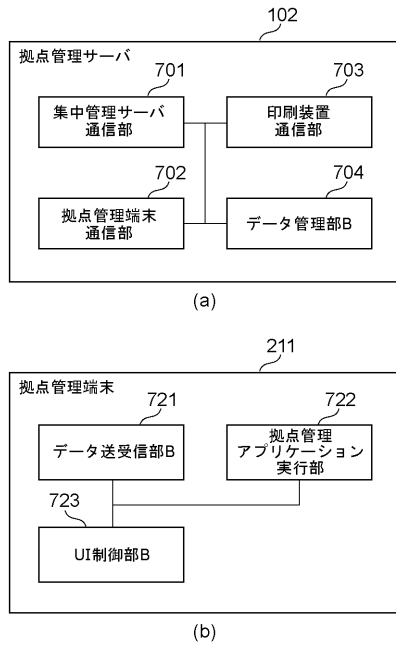 102
拠点管理サーバ
701
703
集中管理サーバ
通信部
印刷装置
通信部
702
704
拠点管理端末
通信部
データ管理部B
(a)
211
拠点管理端末
721
722
データ送受信部B
拠点管理
アプリケーション
実行部
723
UI制御部B
(b)